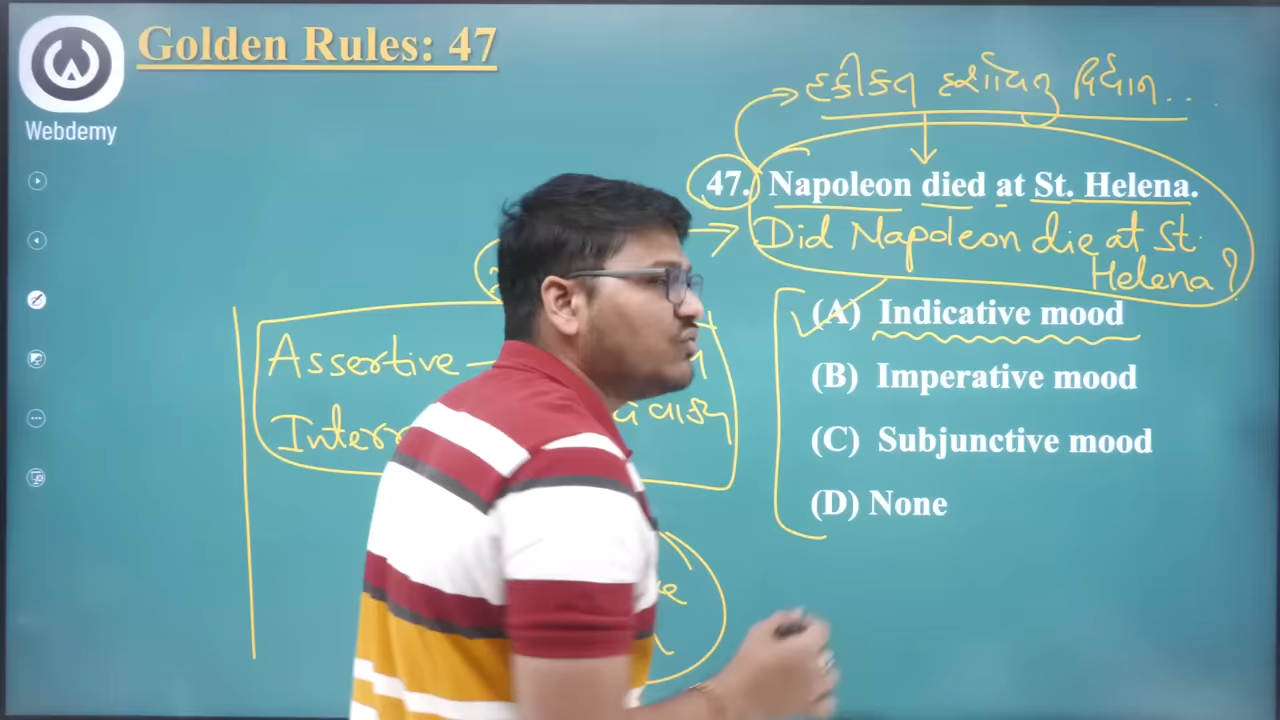 Golden Rules: 47
Webdemy
હકીકત દર્શાવતું વિધાન...
47. Napoleon died at St. Helena.
Did Napoleon die at St. Helena?
(A) Indicative mood
(B) Imperative mood
(C) Subjunctive mood
(D) None
Assertive –